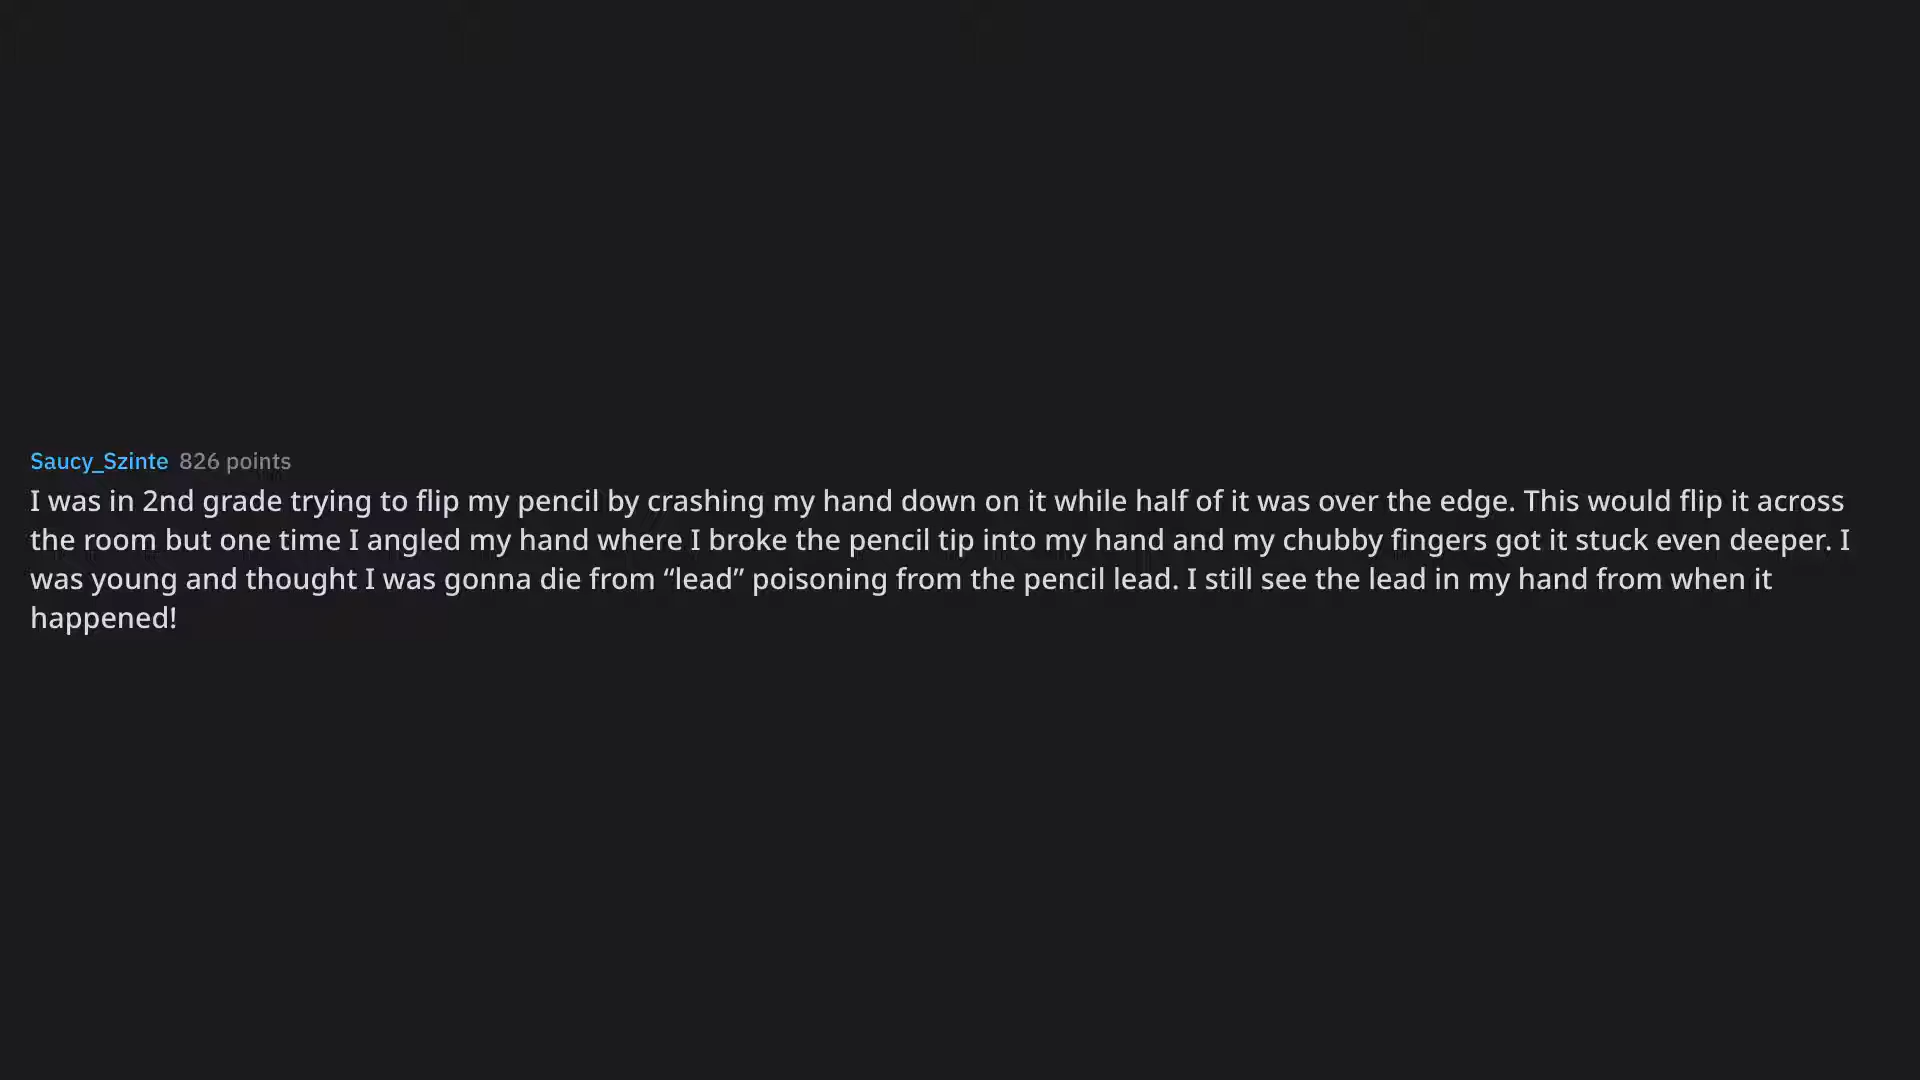 Saucy_Szinte 826 points
I was in 2nd grade trying to flip my pencil by crashing my hand down on it while half of it was over the edge. This would flip it across
the room but one time I angled my hand where I broke the pencil tip into my hand and my chubby fingers got it stuck even deeper. I
was young and thought I was gonna die from “lead” poisoning from the pencil lead. I still see the lead in my hand from when it
happened!